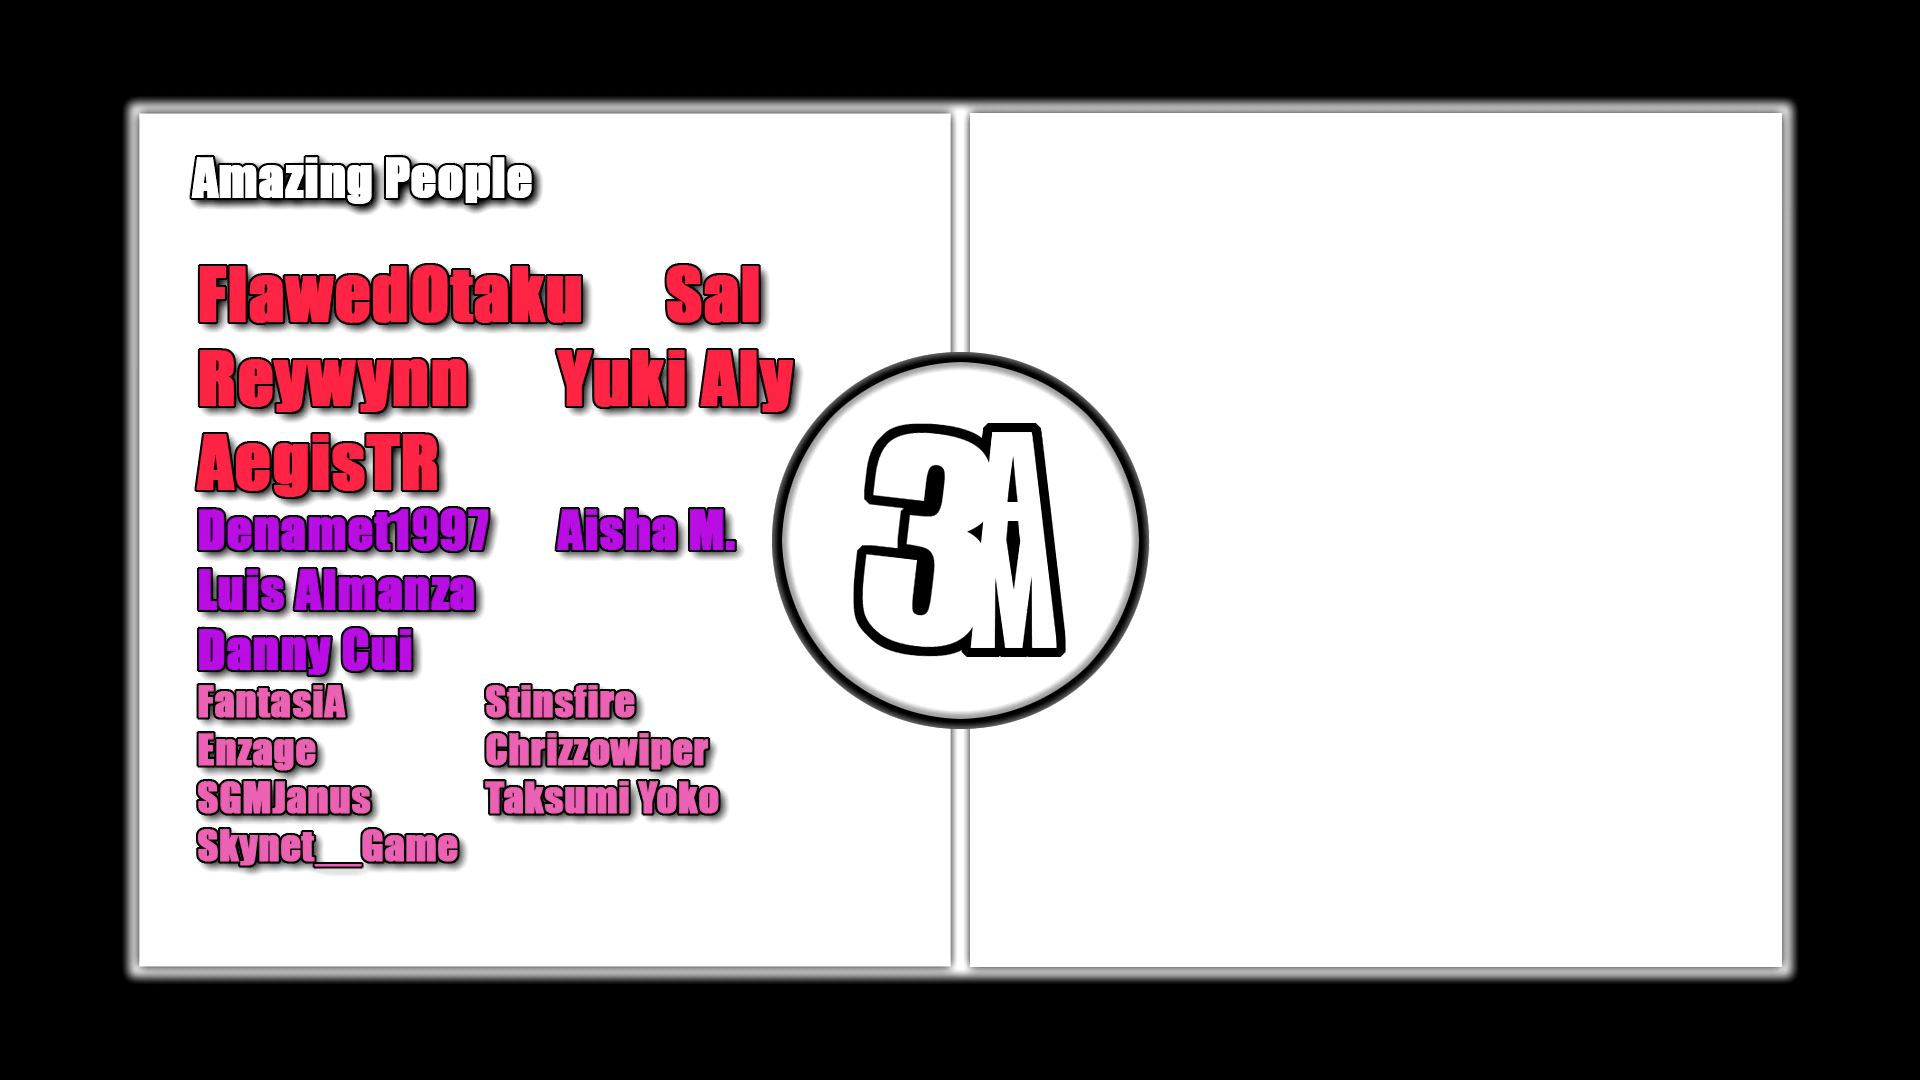 Amazing People
FlawedOtaku Sal
Reywynn Yuki Aly
AegisTR
Denamet1997 Aisha M.
Luis Almanza
Danny Cui
FantasiA Stinsfire
Enzage Chrizzowiper
SGMJanus Taksumi Yoko
Skynet__Game
3AM